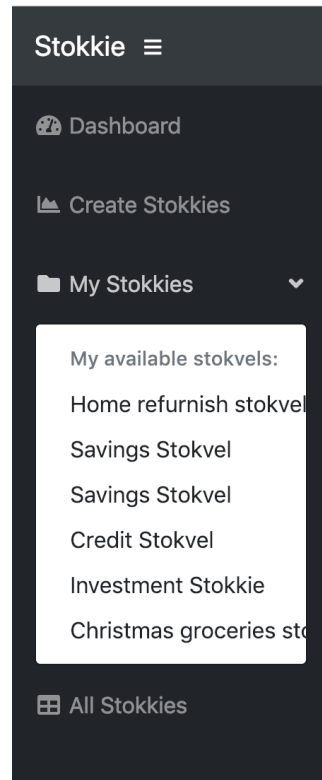 Stokkie
Dashboard
Create Stokkies
My Stokkies
My available stokvels:
Home refurnish stokvel
Savings Stokvel
Savings Stokvel
Credit Stokvel
Investment Stokkie
Christmas groceries sto
All Stokkies